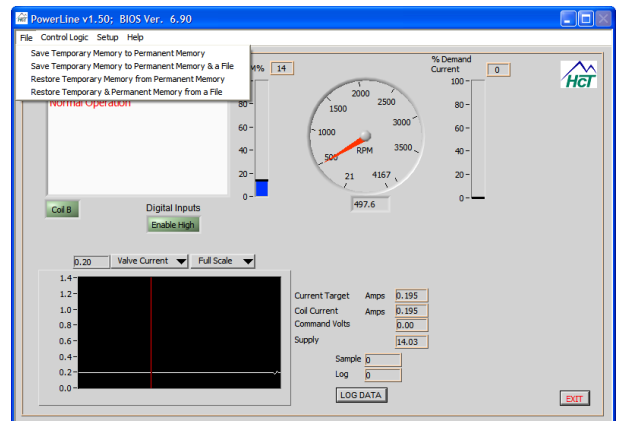 PowerLine v1.50; BIOS Ver. 6.90
File Control Logic Setup Help
Save Temporary Memory to Permanent Memory
Save Temporary Memory to Permanent Memory & a File
Restore Temporary Memory from Permanent Memory
Restore Temporary & Permanent Memory from a File
Normal Operation
M% 14
80
60
40
20
0
500
1000
1500
2000
2500
3000
3500
4167
21
RPM
497.6
% Demand
Current 0
100
80
60
40
20
0
HCT
Coil B
Digital Inputs
Enable High
0.20 Valve Current Full Scale
1.4
1.2
1.0
0.8
0.6
0.4
0.2
0.0
Current Target Amps 0.195
Coil Current Amps 0.195
Command Volts 0.00
Supply 14.03
Sample 0
Log 0
LOG DATA
EXIT